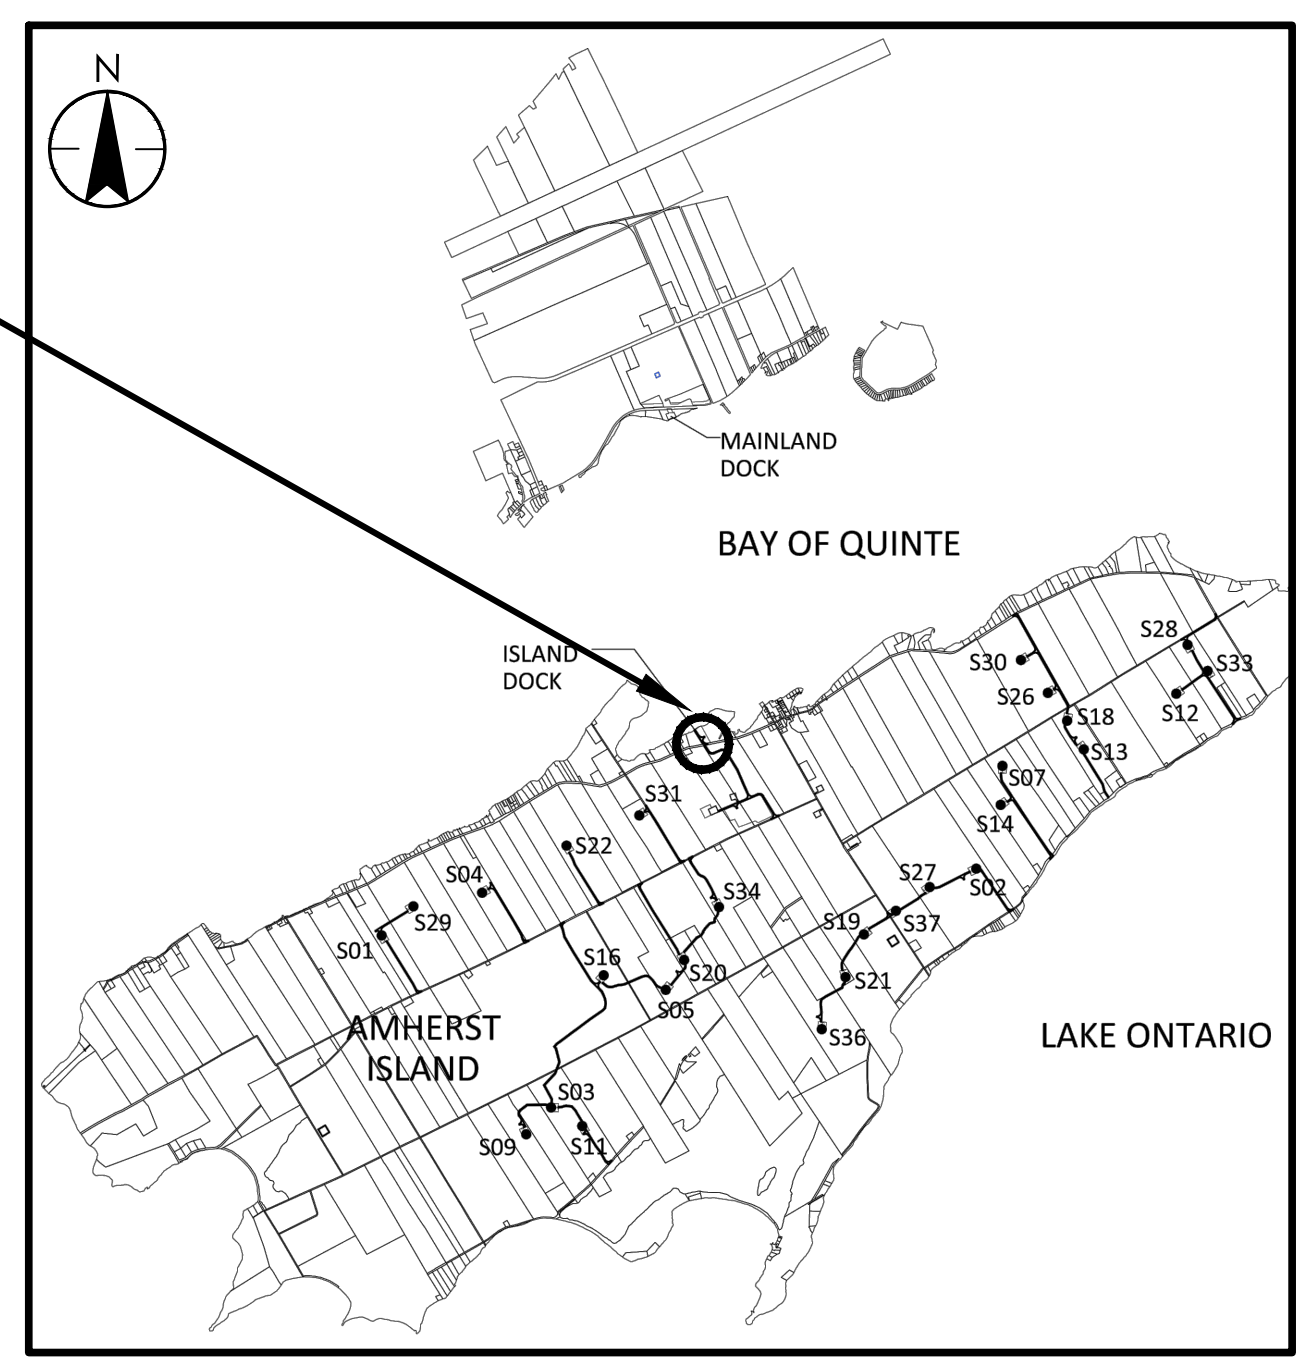 N
MAINLAND
DOCK
BAY OF QUINTE
ISLAND
DOCK
S28
S30
S33
S26
S12
S18
S13
S07
S31
S14
S22
S04
S27
S02
S34
S29
S37
S19
S01
S16
S20
S21
S05
AMHERST
ISLAND
S36
LAKE ONTARIO
S03
S09
S11